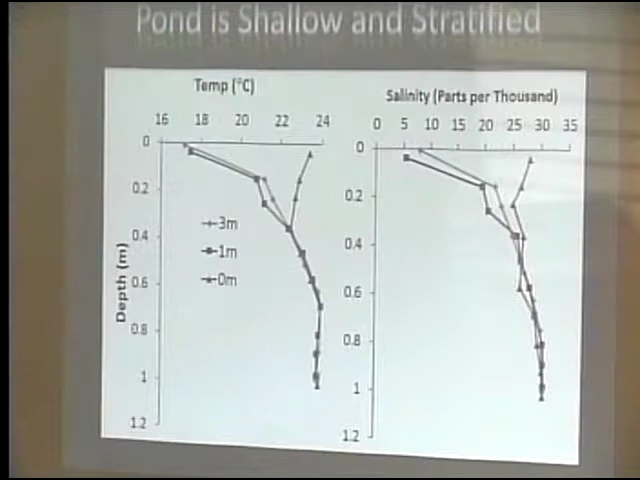 Pond is Shallow and Stratified
Temp (°C)
16 18 20 22 24
0
0.2
0.4
0.6
0.8
1
1.2
Depth (m)
3m
1m
0m
Salinity (Parts per Thousand)
0 5 10 15 20 25 30 35
0
0.2
0.4
0.6
0.8
1
1.2